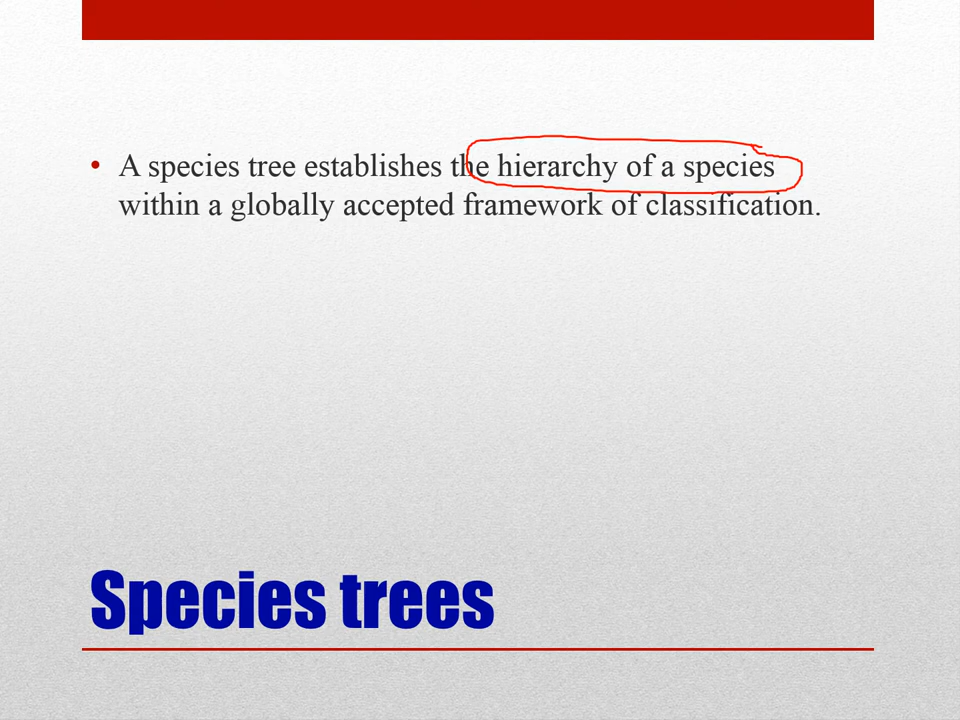 • A species tree establishes the hierarchy of a species
within a globally accepted framework of classification.
Species trees